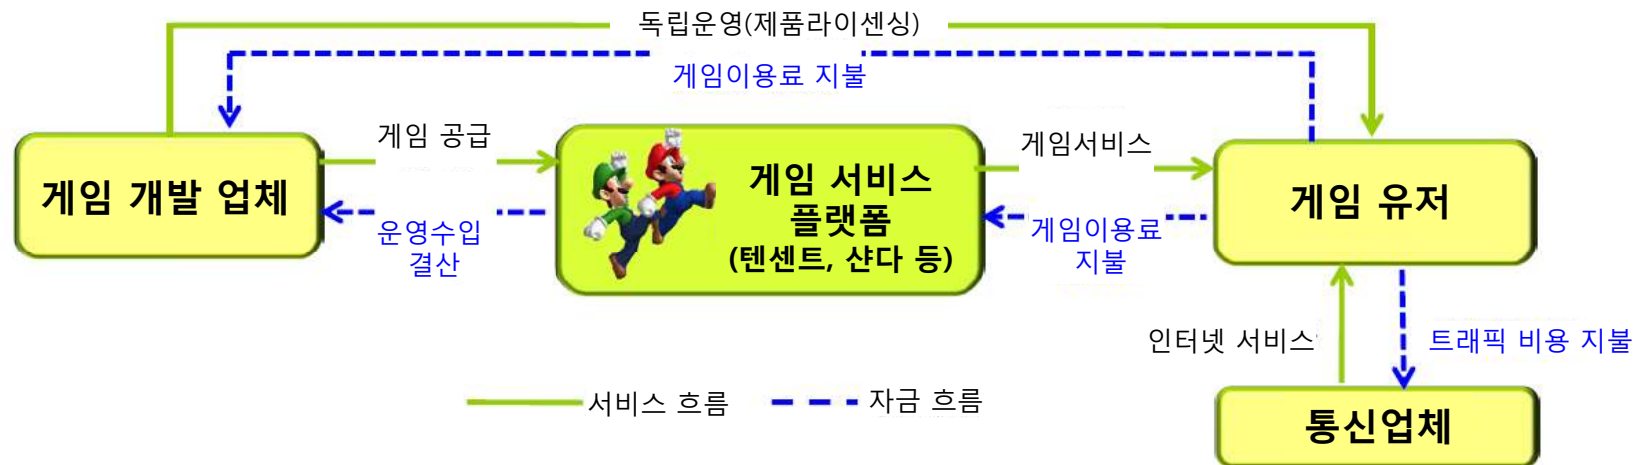 독립운영(제품라이센싱)
게임이용료 지불
게임 공급
게임서비스
게임 개발 업체
게임 서비스
플랫폼
(텐센트, 샨다 등)
게임 유저
운영수입
결산
게임이용료
지불
인터넷 서비스
트래픽 비용 지불
서비스 흐름
자금 흐름
통신업체